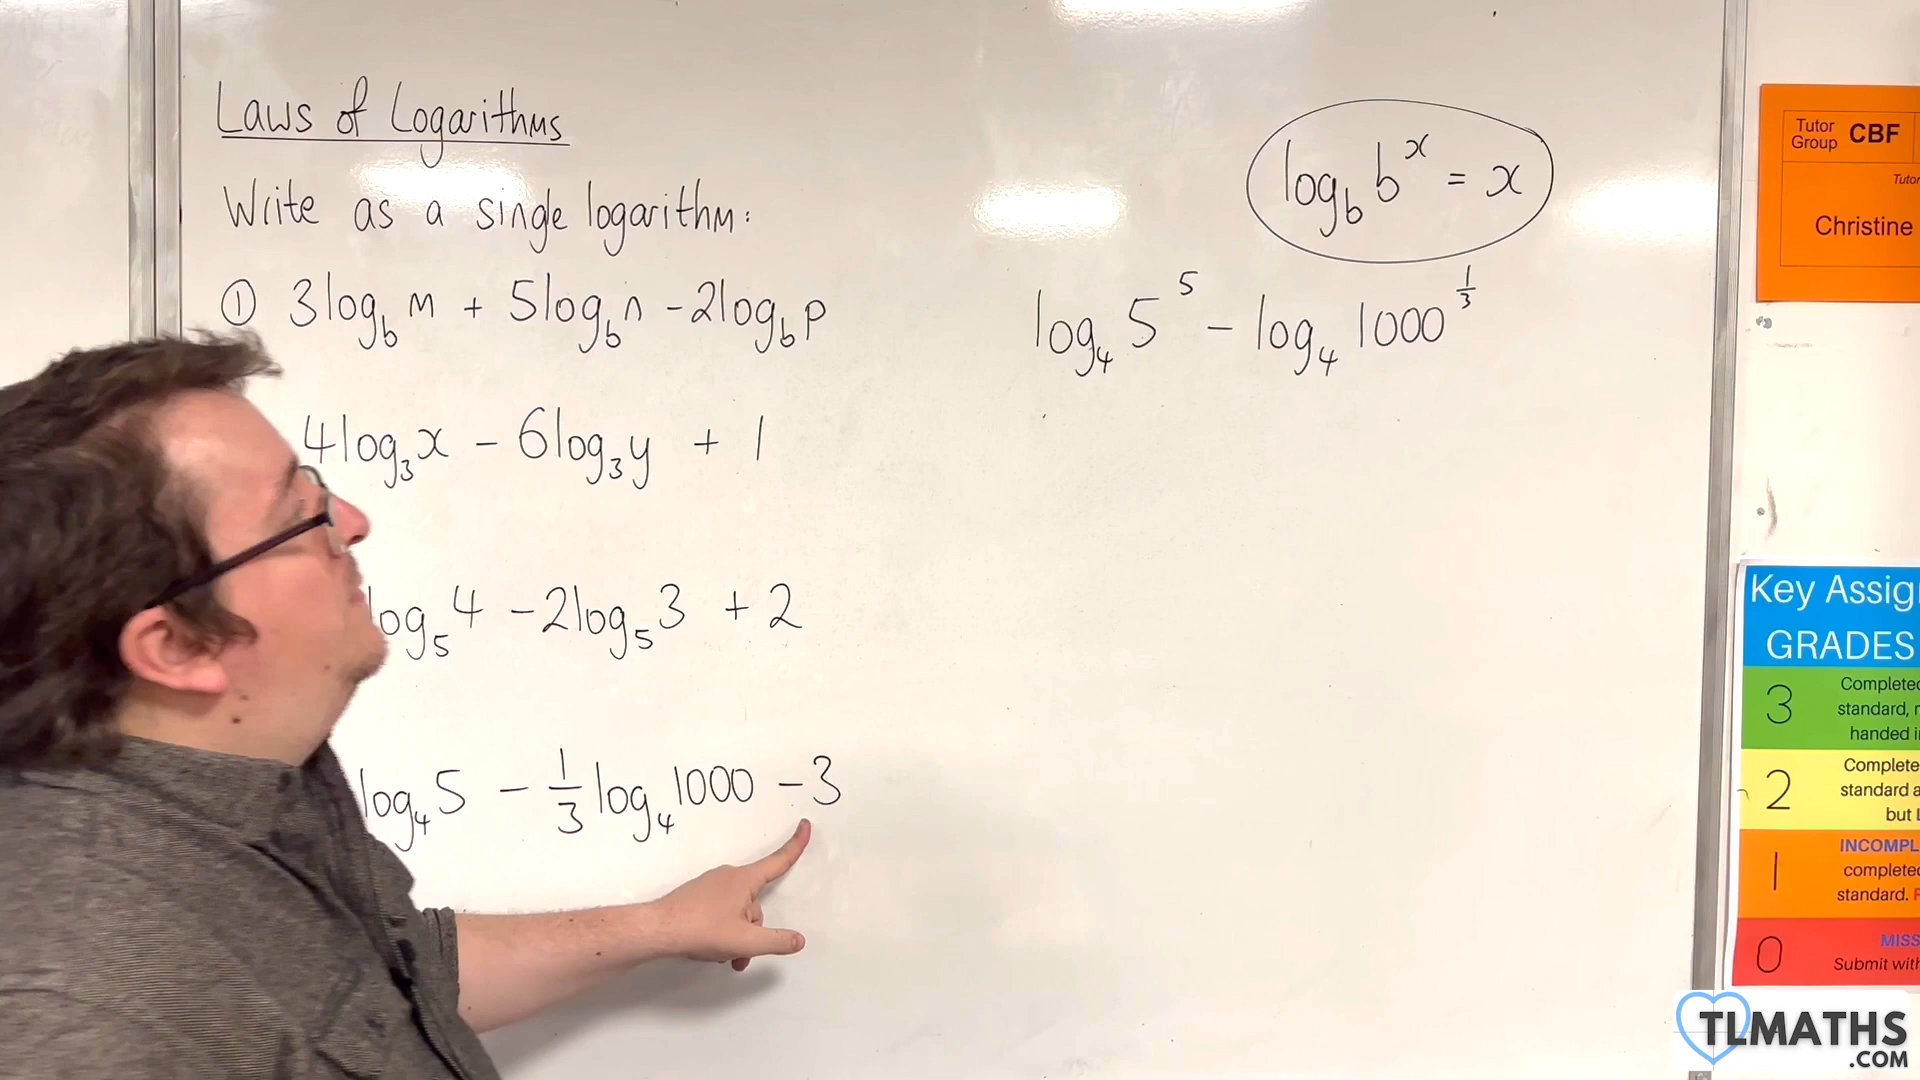 Laws of Logarithms
Write as a single logarithm:
① 3log_b m + 5log_b n - 2log_b p
4log_3 x - 6log_3 y + 1
log_5 4 - 2log_5 3 + 2
log_4 5 - 1/3 log_4 1000 - 3
log_b b^x = x
log_4 5^5 - log_4 1000^(1/3)
Tutor Group CBF
Christine
Key Assig
GRADES
3
standard,
handed
2
Complete
standard a
but
1
INCOMPL
completed
standard.
0
MISS
Submit with
TLMATHS
.COM